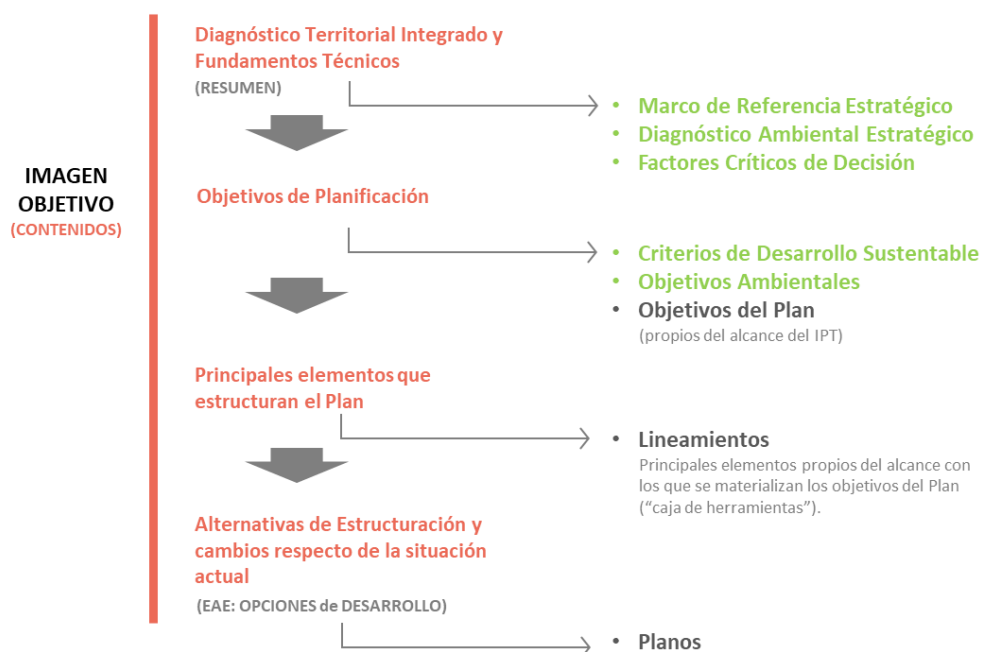 IMAGEN
OBJETIVO
(CONTENIDOS)
Diagnóstico Territorial Integrado y
Fundamentos Técnicos
(RESUMEN)
• Marco de Referencia Estratégico
• Diagnóstico Ambiental Estratégico
• Factores Críticos de Decisión
Objetivos de Planificación
• Criterios de Desarrollo Sustentable
• Objetivos Ambientales
• Objetivos del Plan
(propios del alcance del IPT)
Principales elementos que
estructuran el Plan
• Lineamientos
Principales elementos propios del alcance con
los que se materializan los objetivos del Plan
(“caja de herramientas”).
Alternativas de Estructuración y
cambios respecto de la situación
actual
(EAE: OPCIONES de DESARROLLO)
• Planos